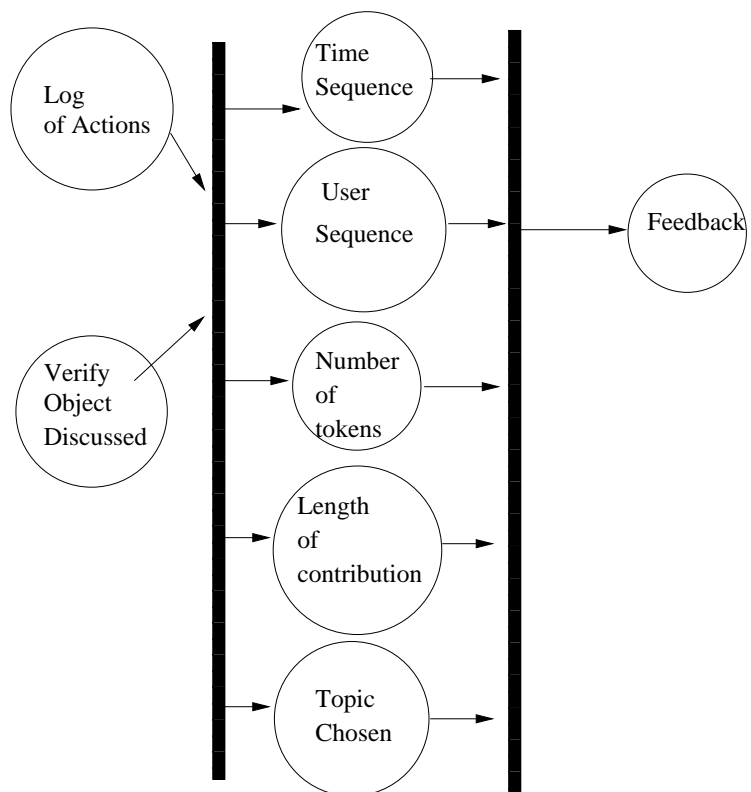 Log
of Actions
Verify
Object
Discussed
Time
Sequence
User
Sequence
Number
of
tokens
Length
of
contribution
Topic
Chosen
Feedback